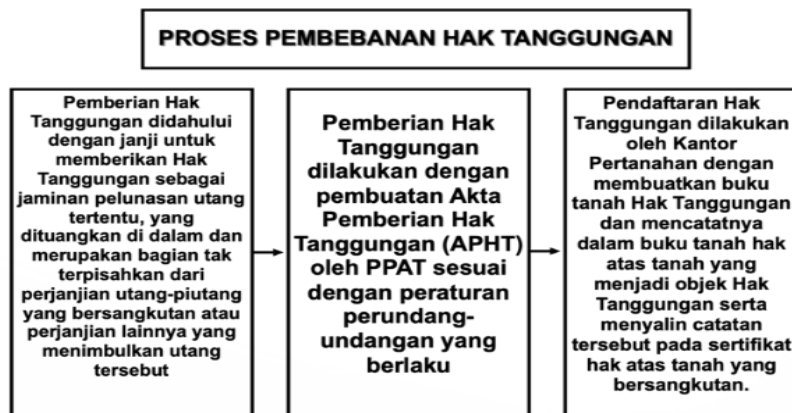 PROSES PEMBEBANAN HAK TANGGUNGAN
Pemberian Hak
Tanggungan didahului
dengan janji untuk
memberikan Hak
Tanggungan sebagai
jaminan pelunasan utang
tertentu, yang
dituangkan di dalam dan
merupakan bagian tak
terpisahkan dari
perjanjian utang-piutang
yang bersangkutan atau
perjanjian lainnya yang
menimbulkan utang
tersebut
Pemberian Hak
Tanggungan
dilakukan dengan
pembuatan Akta
Pemberian Hak
Tanggungan (APHT)
oleh PPAT sesuai
dengan peraturan
perundang-
undangan yang
berlaku
Pendaftaran Hak
Tanggungan dilakukan
oleh Kantor
Pertanahan dengan
membuatkan buku
tanah Hak Tanggungan
dan mencatatnya
dalam buku tanah hak
atas tanah yang
menjadi objek Hak
Tanggungan serta
menyalin catatan
tersebut pada sertifikat
hak atas tanah yang
bersangkutan.